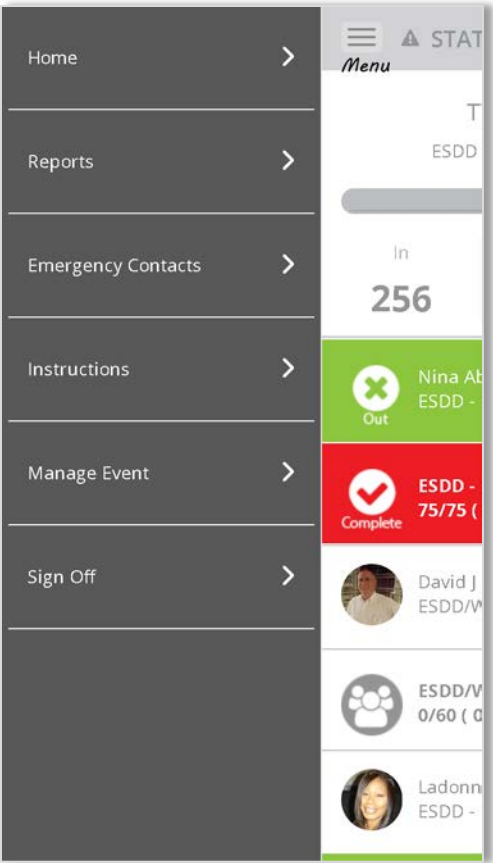 Home
Reports
Emergency Contacts
Instructions
Manage Event
Sign Off
Menu
STAT
T
ESDD
In
256
Out
Nina Ab
ESDD -
Complete
ESDD -
75/75 (
David J
ESDD/W
ESDD/W
0/60 ( 0
Ladonn
ESDD -